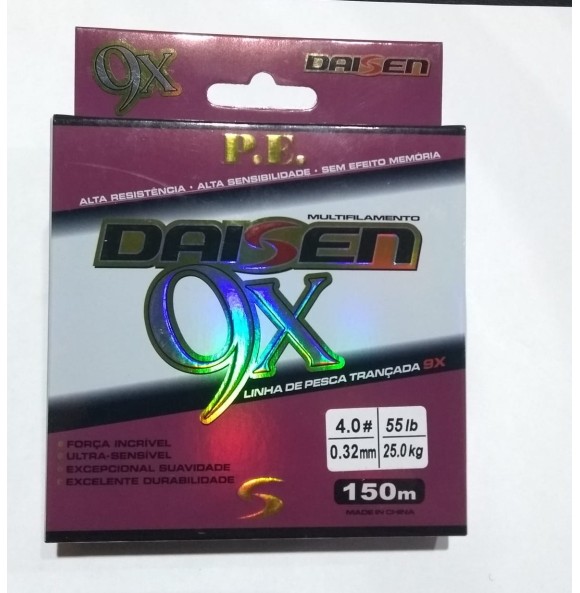 9X DAISEN
P.E.
ALTA RESISTÊNCIA · ALTA SENSIBILIDADE · SEM EFEITO MEMÓRIA
MULTIFILAMENTO
DAISEN
9X
LINHA DE PESCA TRANÇADA 9X
FORÇA INCRÍVEL
ULTRA-SENSÍVEL
EXCEPCIONAL SUAVIDADE
EXCELENTE DURABILIDADE
S
4.0# 55lb
0.32mm 25.0kg
150m
MADE IN CHINA